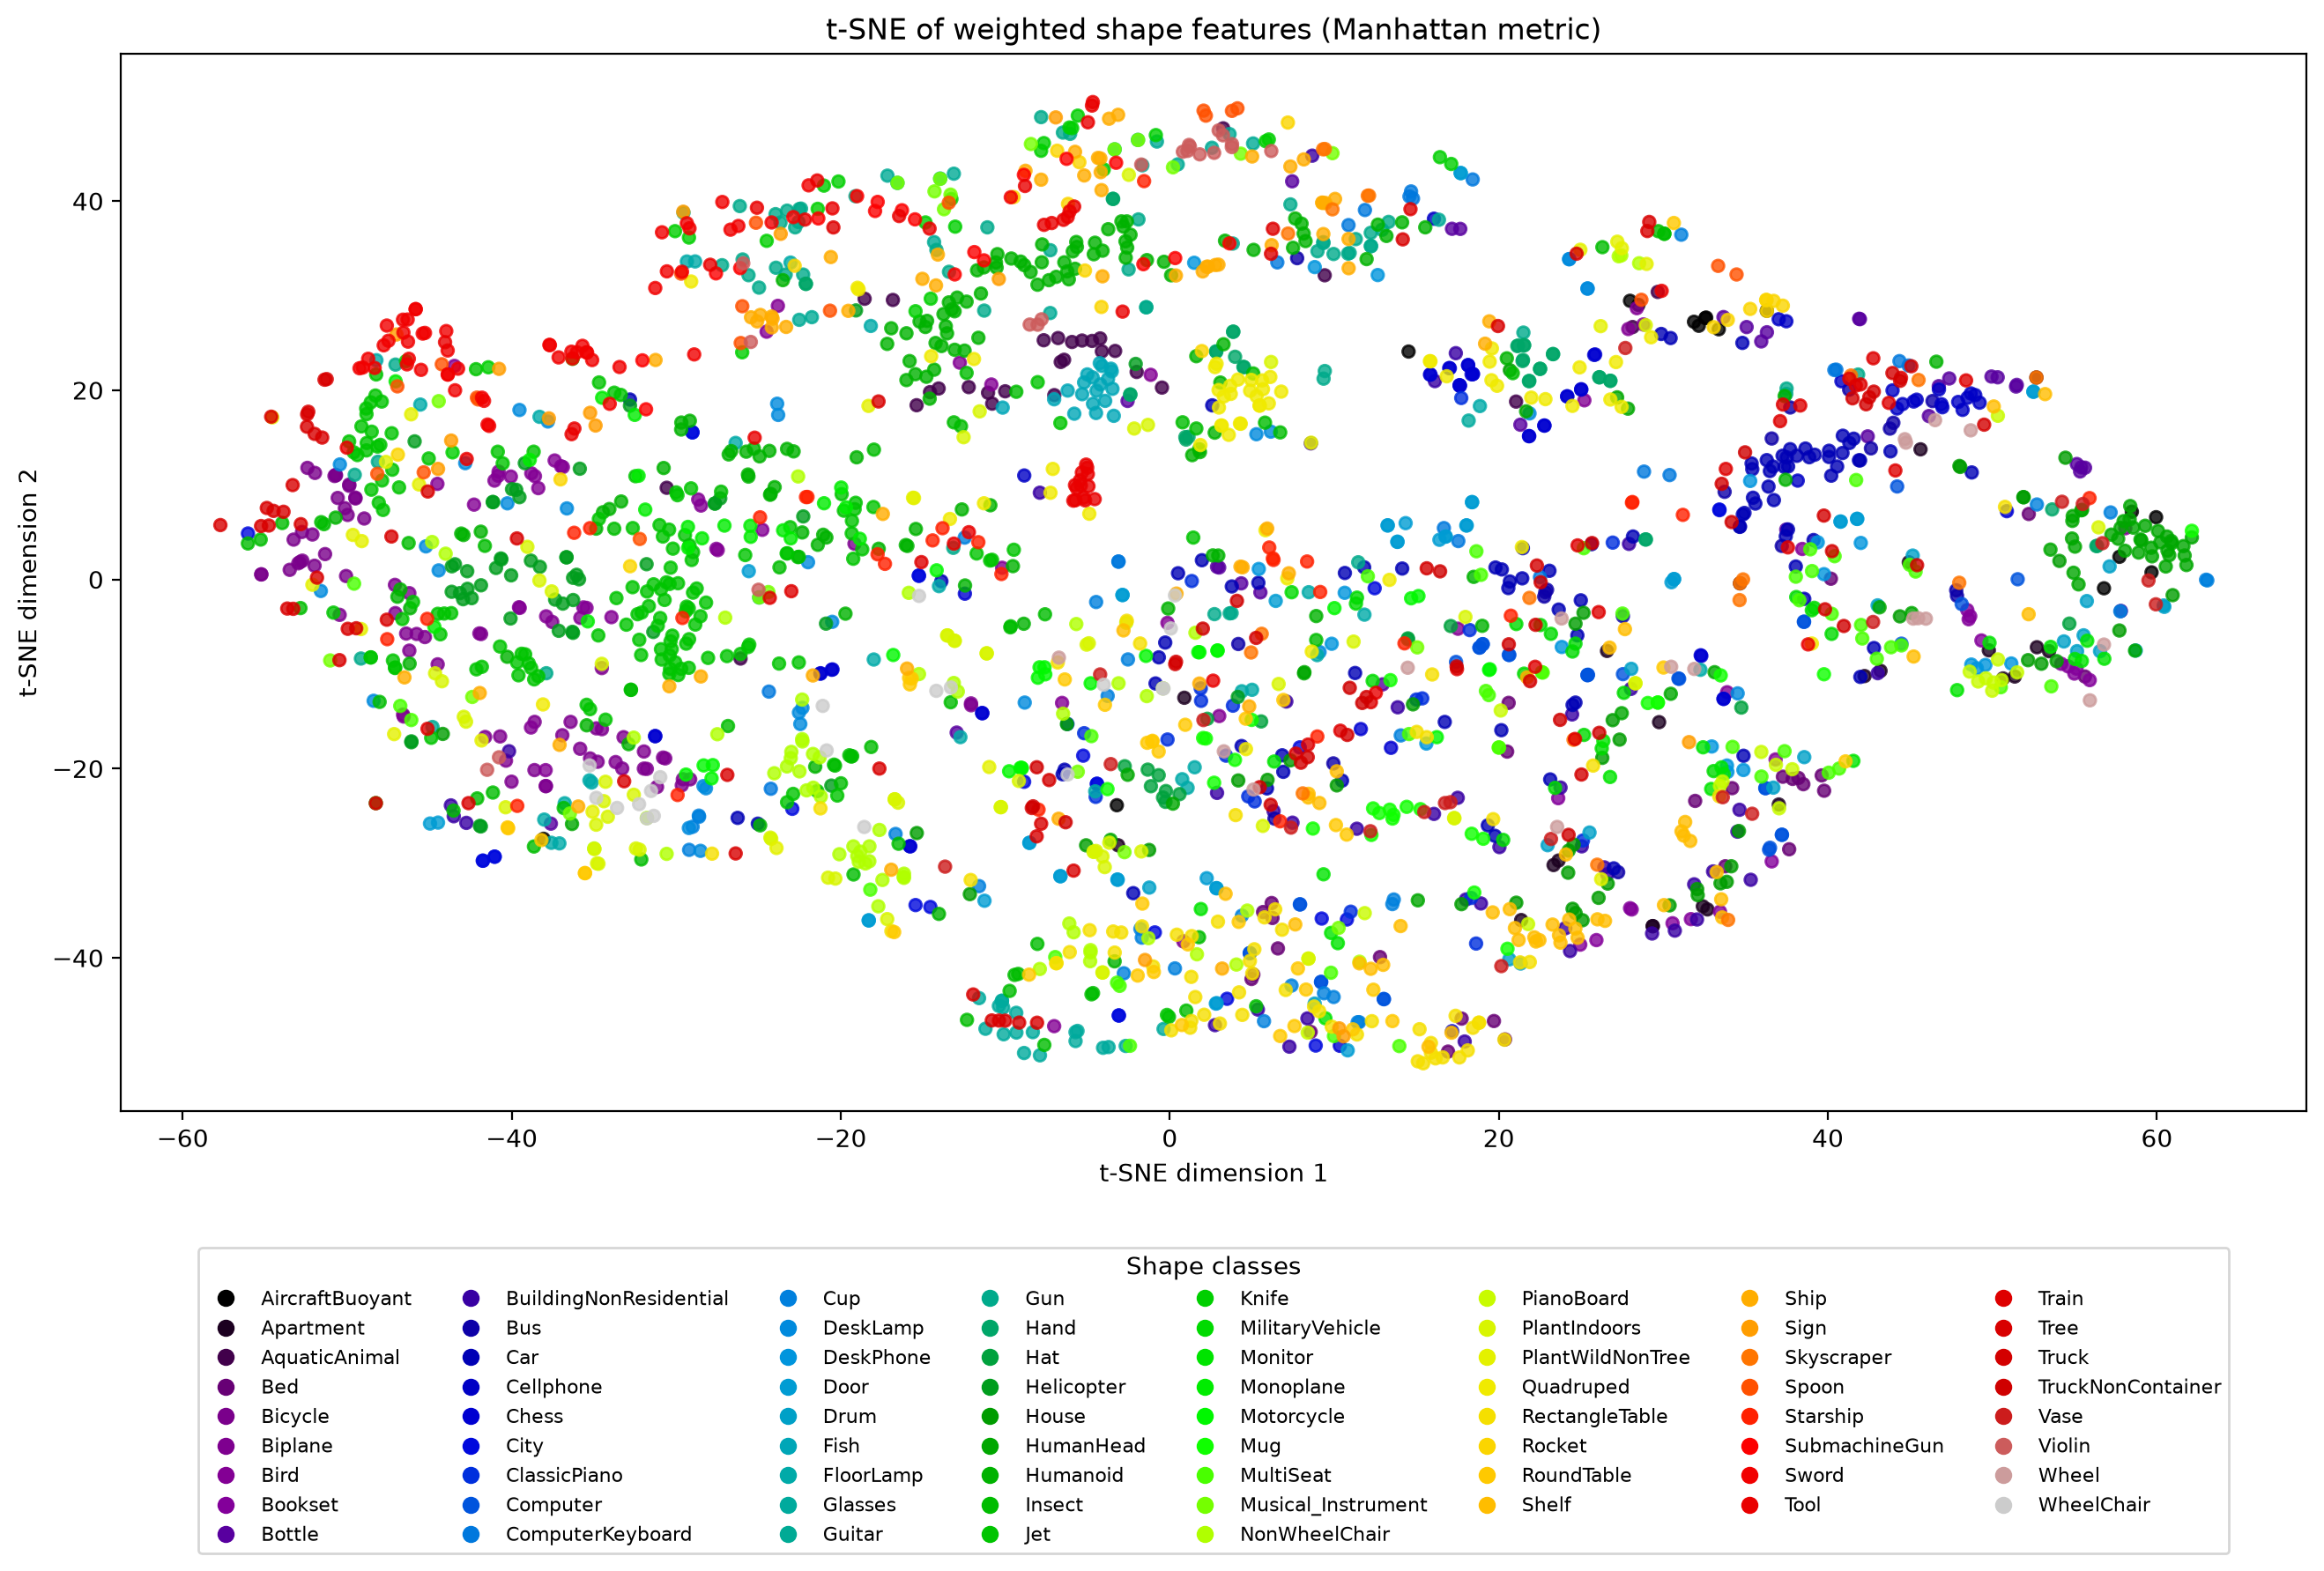 t-SNE of weighted shape features (Manhattan metric)
40
20
0
−20
−40
t-SNE dimension 2
−60
−40
−20
0
20
40
60
t-SNE dimension 1
Shape classes
AircraftBuoyant
Apartment
AquaticAnimal
Bed
Bicycle
Biplane
Bird
Bookset
Bottle
BuildingNonResidential
Bus
Car
Cellphone
Chess
City
ClassicPiano
Computer
ComputerKeyboard
Cup
DeskLamp
DeskPhone
Door
Drum
Fish
FloorLamp
Glasses
Guitar
Gun
Hand
Hat
Helicopter
House
HumanHead
Humanoid
Insect
Jet
Knife
MilitaryVehicle
Monitor
Monoplane
Motorcycle
Mug
MultiSeat
Musical_Instrument
NonWheelChair
PianoBoard
PlantIndoors
PlantWildNonTree
Quadruped
RectangleTable
Rocket
RoundTable
Shelf
Ship
Sign
Skyscraper
Spoon
Starship
SubmachineGun
Sword
Tool
Train
Tree
Truck
TruckNonContainer
Vase
Violin
Wheel
WheelChair